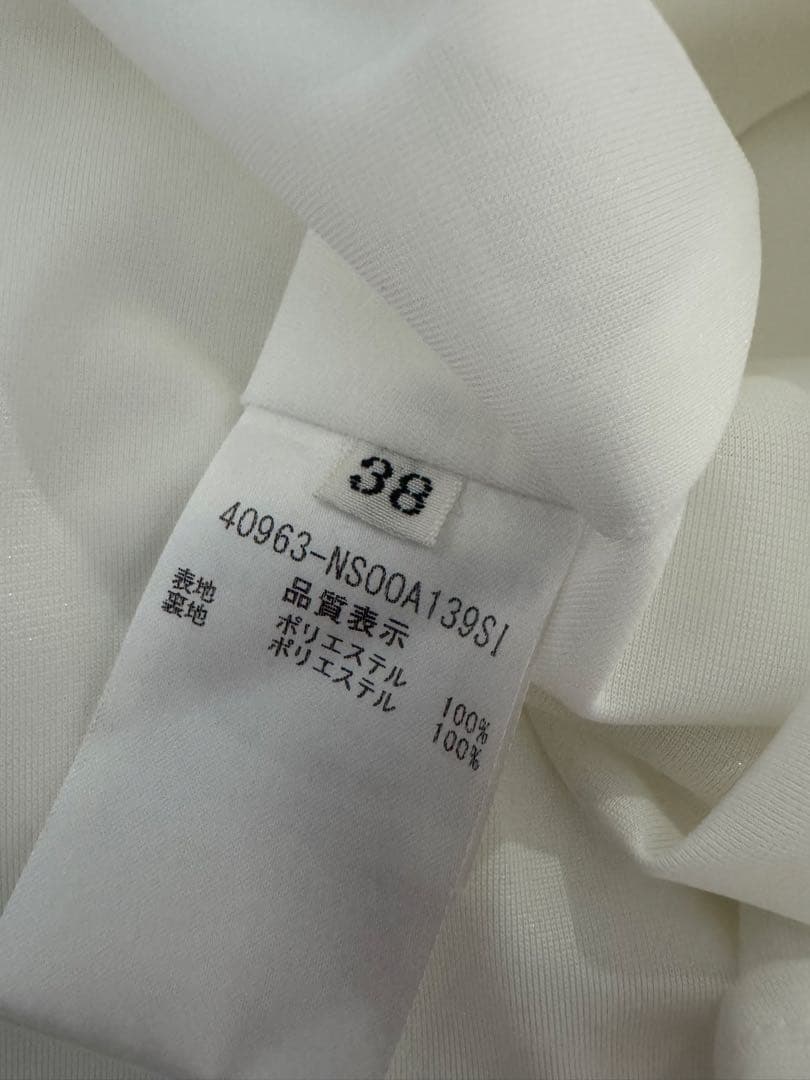 38
40963-NS00A139SI
品質表示
表地 ポリエステル 100%
裏地 ポリエステル 100%